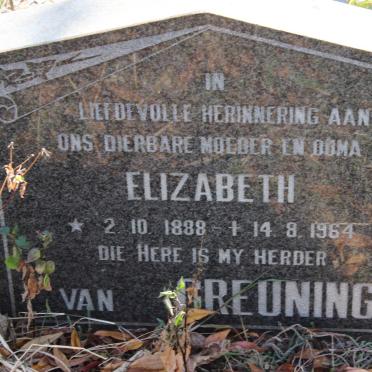 IN
LIEFDEVOLLE HERINNERING AAN
ONS DIERBARE MOEDER EN OUMA
ELIZABETH
★ 2.10.1888 - † 14.8.1964
DIE HERE IS MY HERDER
VAN BREUNING